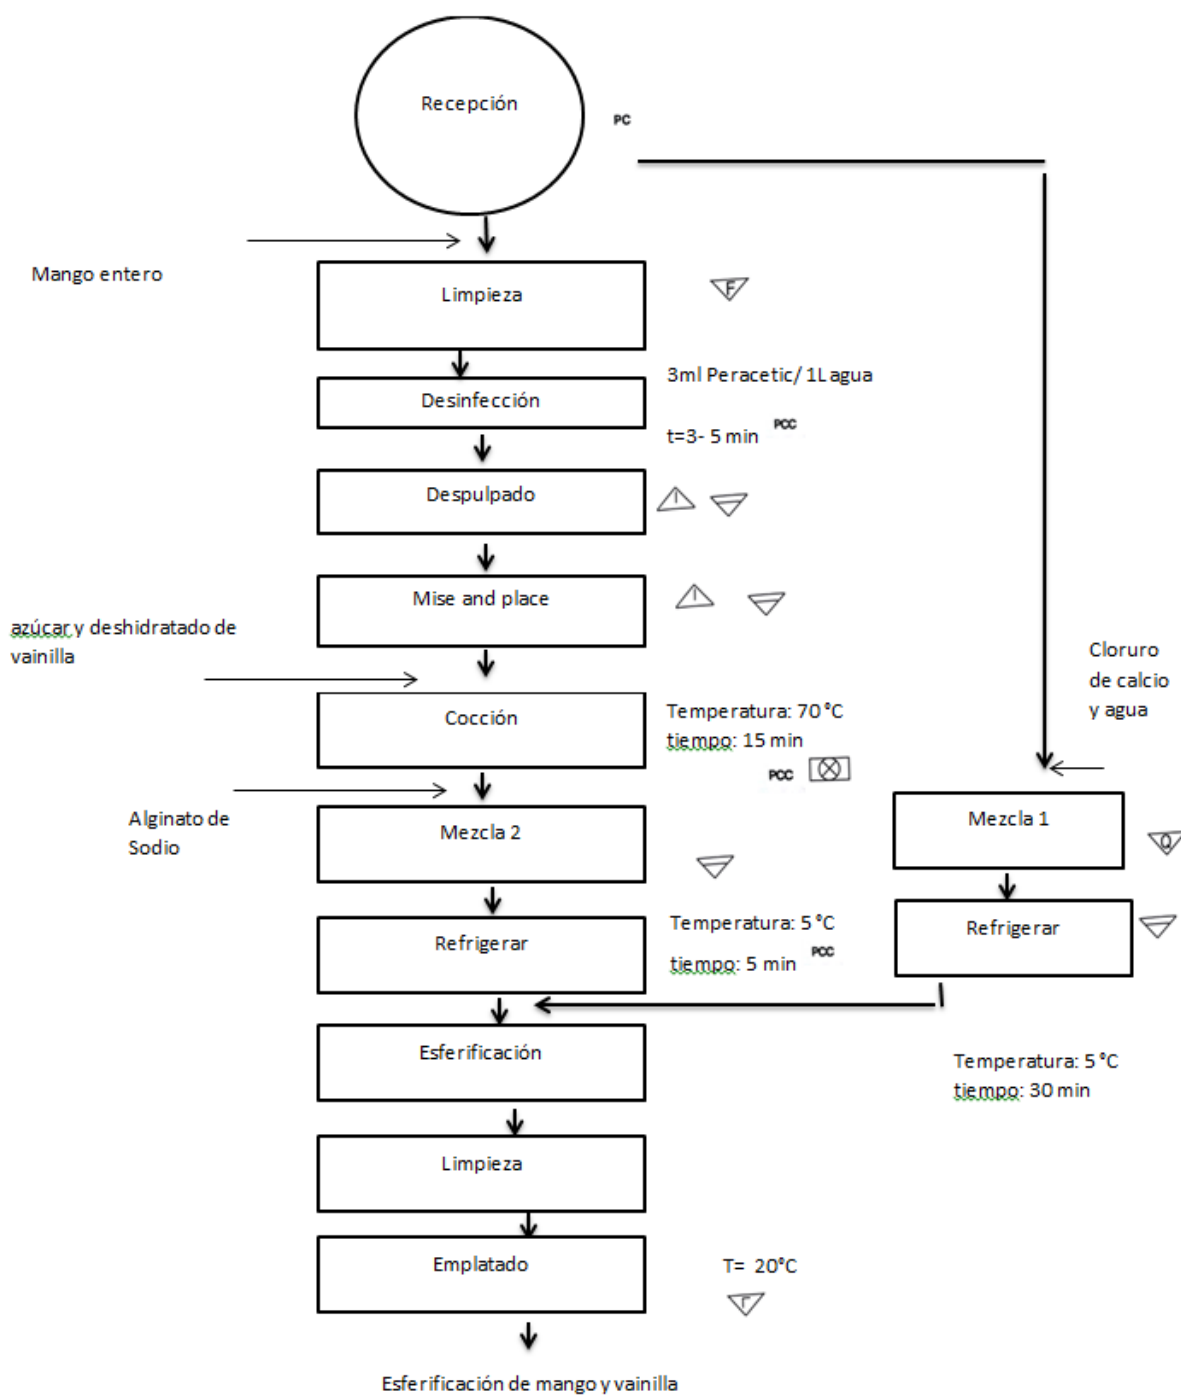 Recepción
PC
Mango entero
Limpieza
F
3ml Peracetic/ 1L agua
Desinfección
t=3- 5 min PCC
Despulpado
Mise and place
azúcar y deshidratado de
vainilla
Cloruro
de calcio
y agua
Cocción
Temperatura: 70 °C
tiempo: 15 min
PCC
Alginato de
Sodio
Mezcla 2
Mezcla 1
Q
Refrigerar
Temperatura: 5 °C
tiempo: 5 min PCC
Refrigerar
Esferificación
Temperatura: 5 °C
tiempo: 30 min
Limpieza
Emplatado
T= 20°C
Esferificación de mango y vainilla